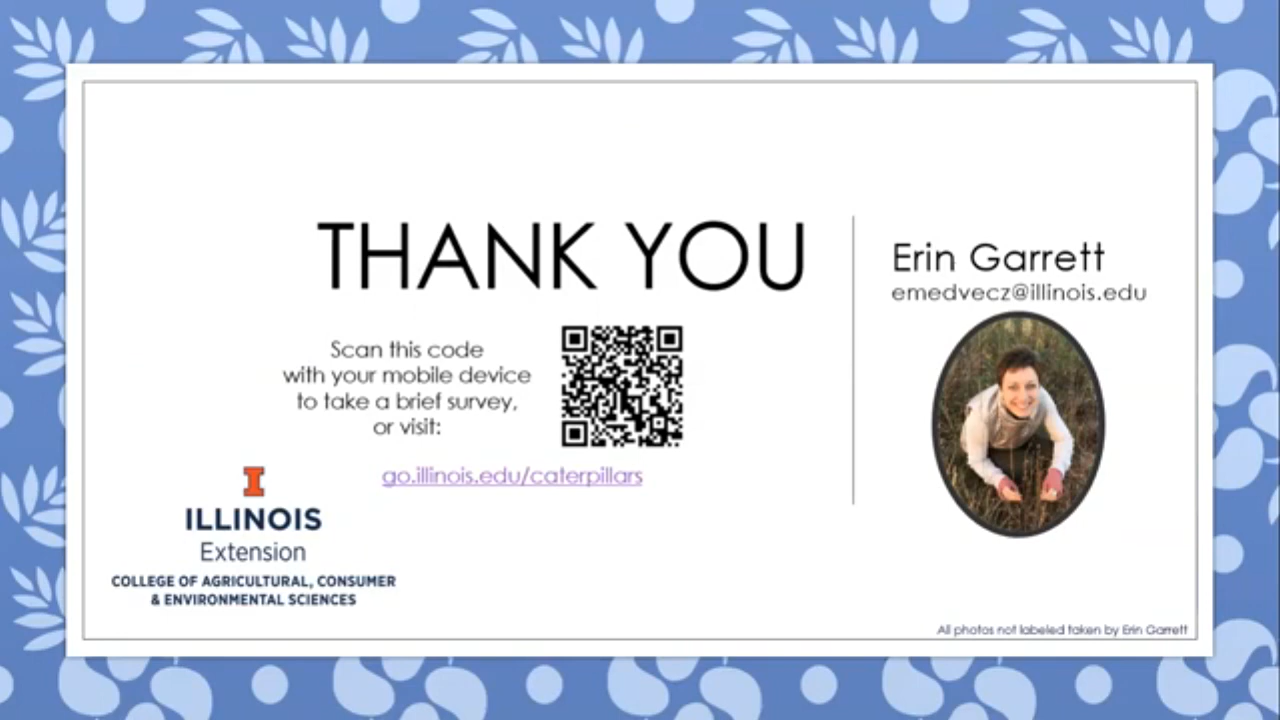 THANK YOU
Scan this code
with your mobile device
to take a brief survey,
or visit:
go.illinois.edu/caterpillars
Erin Garrett
emedvecz@illinois.edu
I
ILLINOIS
Extension
COLLEGE OF AGRICULTURAL, CONSUMER
& ENVIRONMENTAL SCIENCES
All photos not labeled taken by Erin Garrett